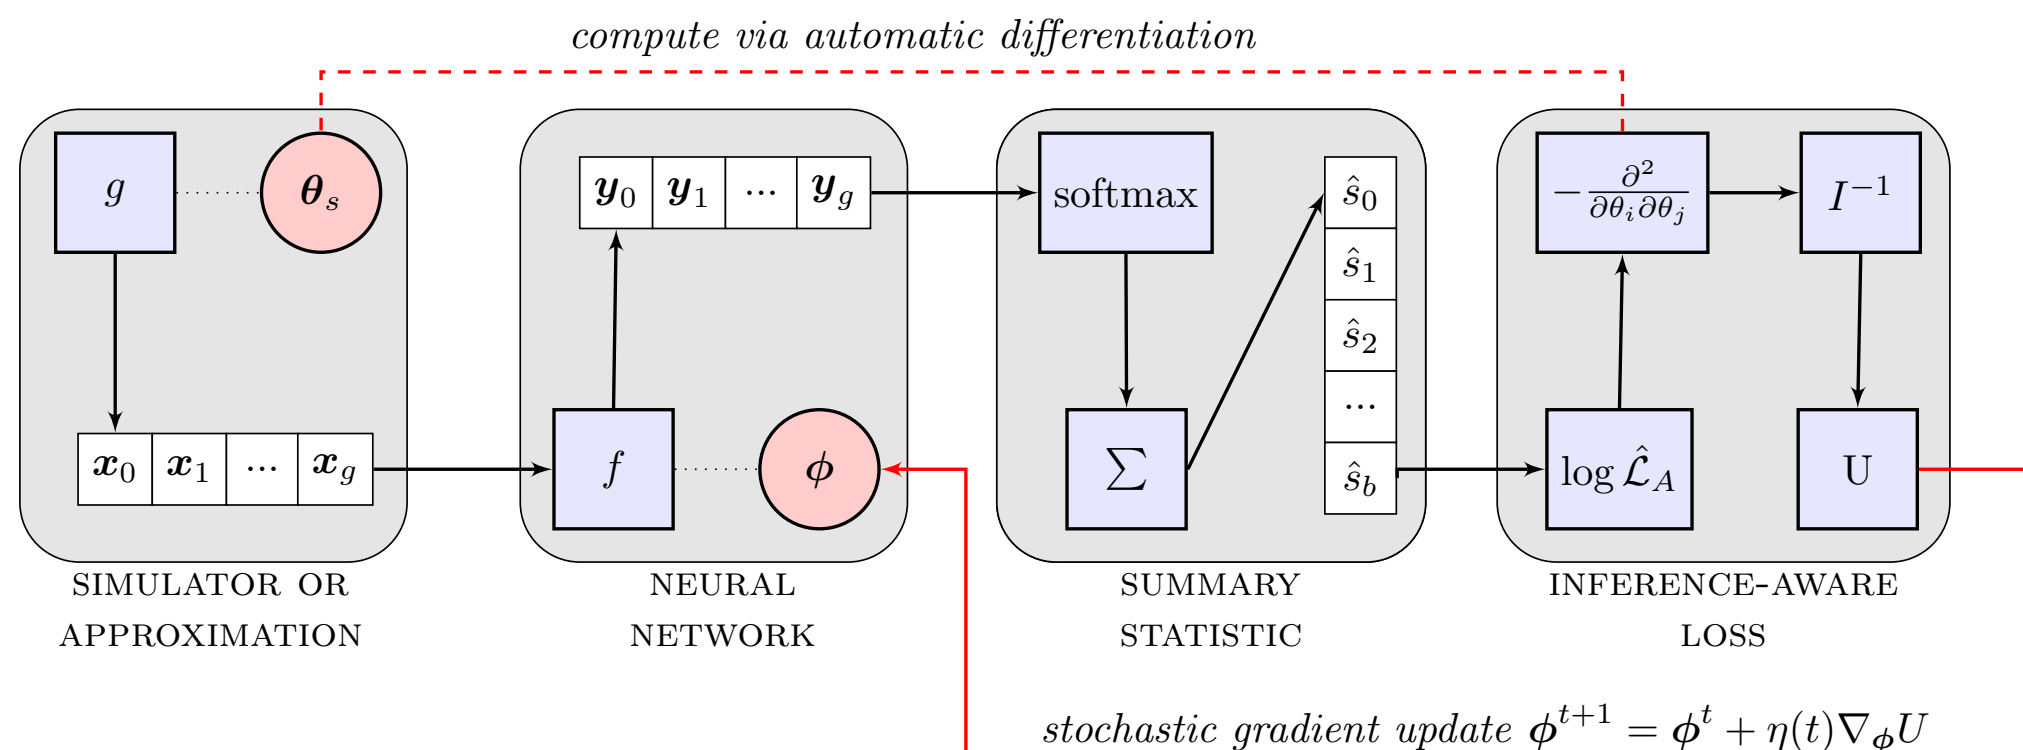 compute via automatic differentiation
g
θ_s
x_0 x_1 ... x_g
SIMULATOR OR
APPROXIMATION
y_0 y_1 ... y_g
f
ϕ
NEURAL
NETWORK
softmax
∑
ŝ_0
ŝ_1
ŝ_2
...
ŝ_b
SUMMARY
STATISTIC
−∂²/∂θ_i∂θ_j
I^{−1}
log ℒ̂_A
U
INFERENCE-AWARE
LOSS
stochastic gradient update ϕ^{t+1} = ϕ^t + η(t)∇_ϕ U